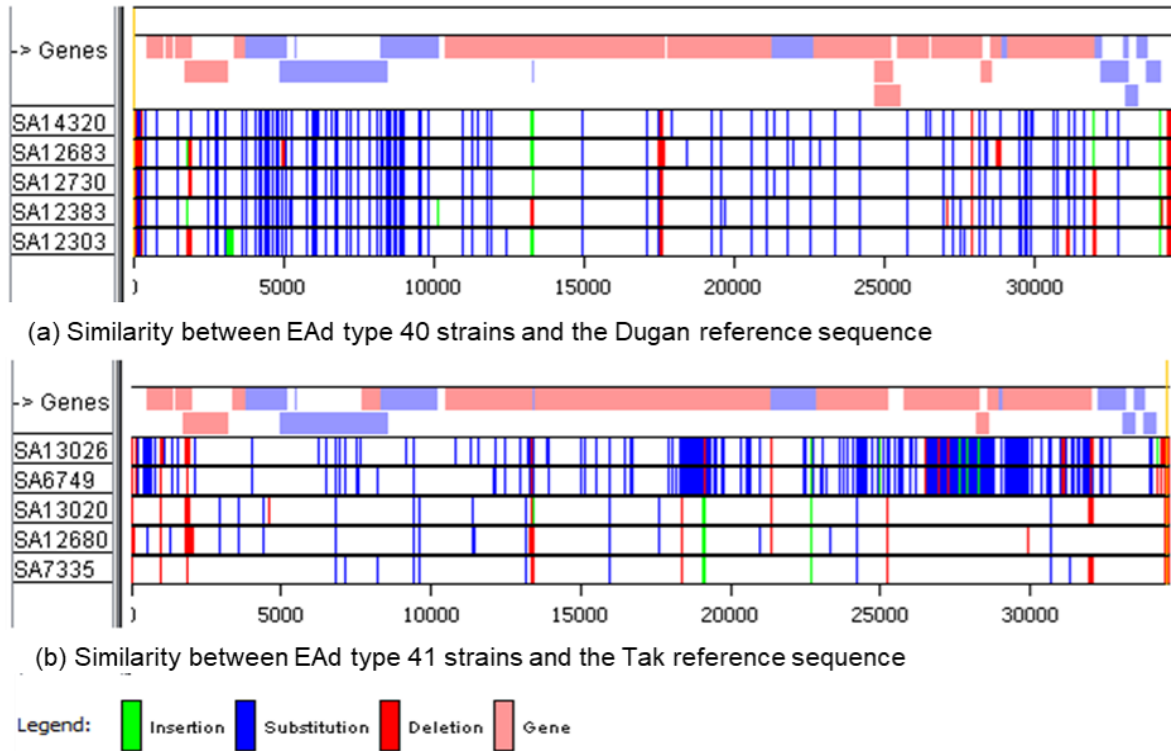 -> Genes
SA14320
SA12683
SA12730
SA12383
SA12303
0 5000 10000 15000 20000 25000 30000
(a) Similarity between EAd type 40 strains and the Dugan reference sequence
-> Genes
SA13026
SA6749
SA13020
SA12680
SA7335
0 5000 10000 15000 20000 25000 30000
(b) Similarity between EAd type 41 strains and the Tak reference sequence
Legend: Insertion Substitution Deletion Gene